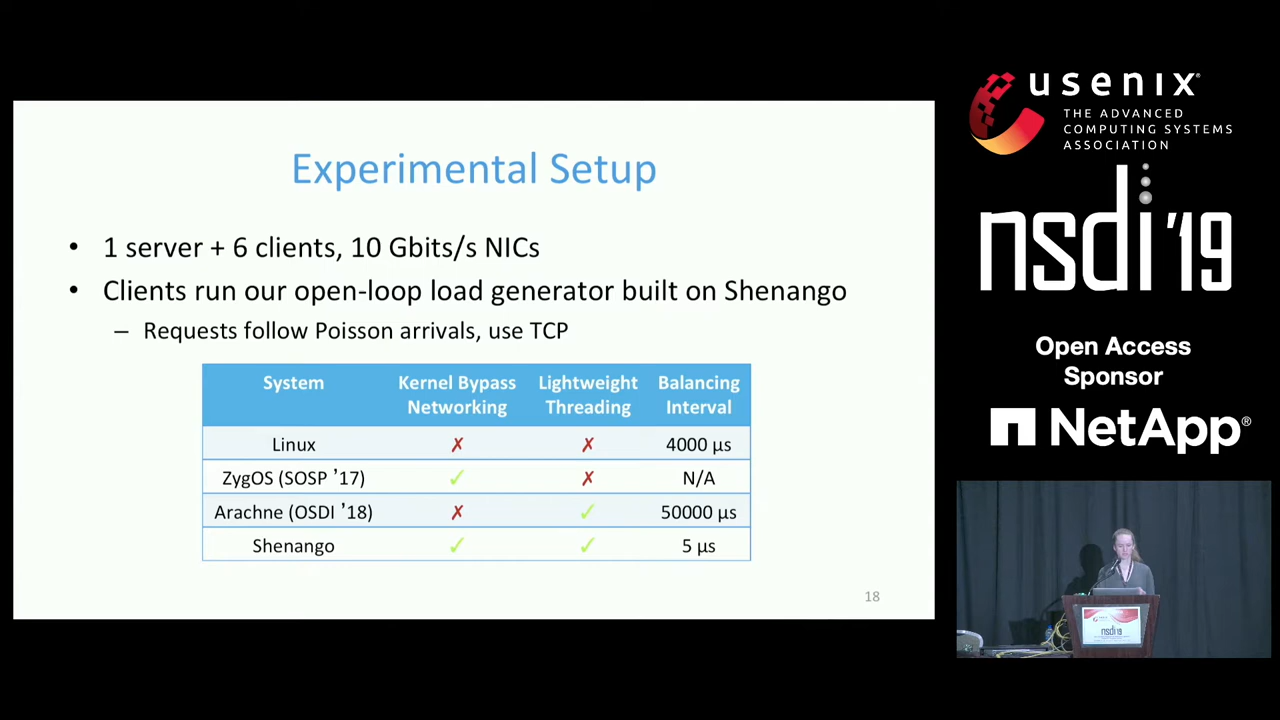 Experimental Setup
• 1 server + 6 clients, 10 Gbits/s NICs
• Clients run our open-loop load generator built on Shenango
– Requests follow Poisson arrivals, use TCP
System Kernel Bypass Networking Lightweight Threading Balancing Interval
Linux ✗ ✗ 4000 µs
ZygOS (SOSP ’17) ✓ ✗ N/A
Arachne (OSDI ’18) ✗ ✓ 50000 µs
Shenango ✓ ✓ 5 µs
18
usenix®
THE ADVANCED
COMPUTING SYSTEMS
ASSOCIATION
nsdi ’19
Open Access
Sponsor
NetApp®
nsdi ’19